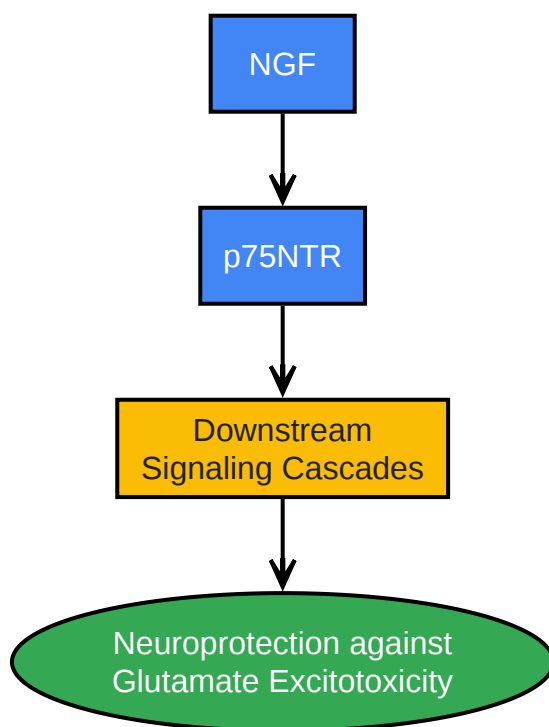 NGF
p75NTR
Downstream
Signaling Cascades
Neuroprotection against
Glutamate Excitotoxicity